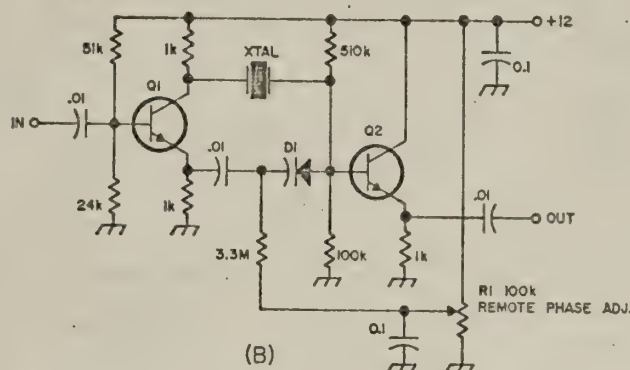 +12
51k
1k
XTAL
510k
0.1
Q1
IN
.01
Q2
.01
D1
.01
OUT
24k
1k
3.3M
100k
1k
R1 100k
REMOTE PHASE ADJ.
0.1
(B)